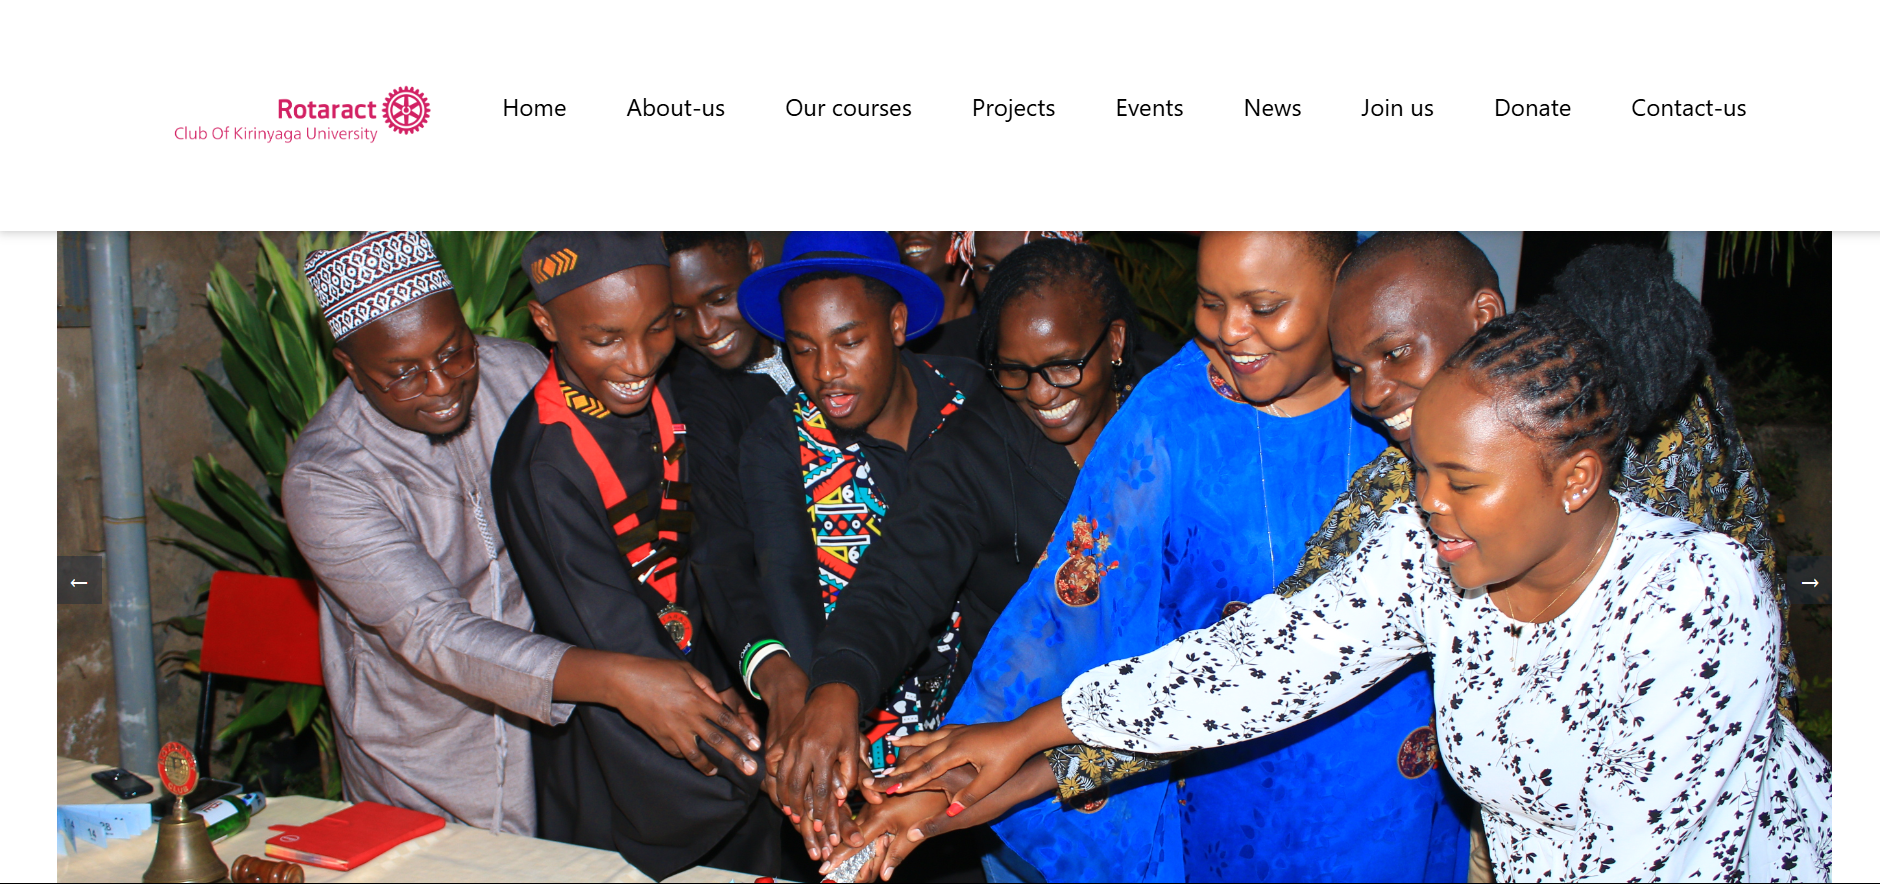 Rotaract
Club Of Kirinyaga University
Home
About-us
Our courses
Projects
Events
News
Join us
Donate
Contact-us
←
→